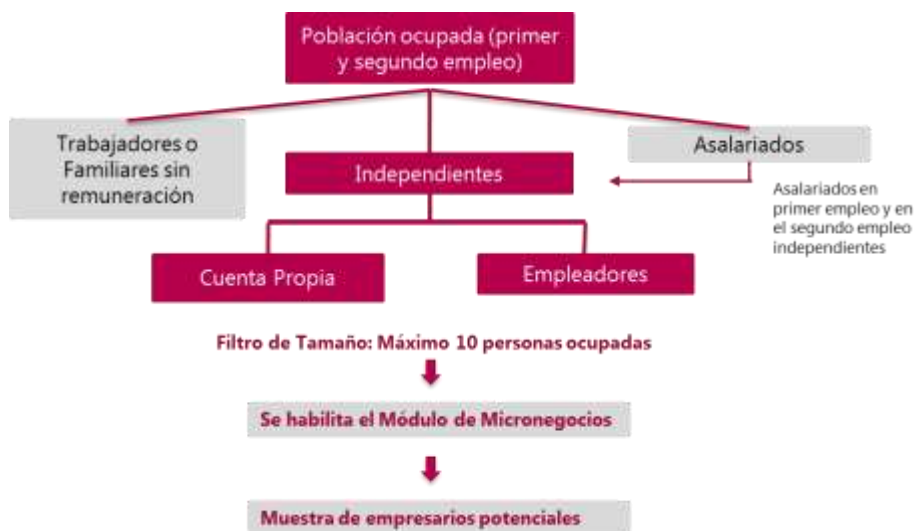 Población ocupada (primer
y segundo empleo)
Trabajadores o
Familiares sin
remuneración
Independientes
Asalariados
Asalariados en
primer empleo y en
el segundo empleo
independientes
Cuenta Propia
Empleadores
Filtro de Tamaño: Máximo 10 personas ocupadas
Se habilita el Módulo de Micronegocios
Muestra de empresarios potenciales